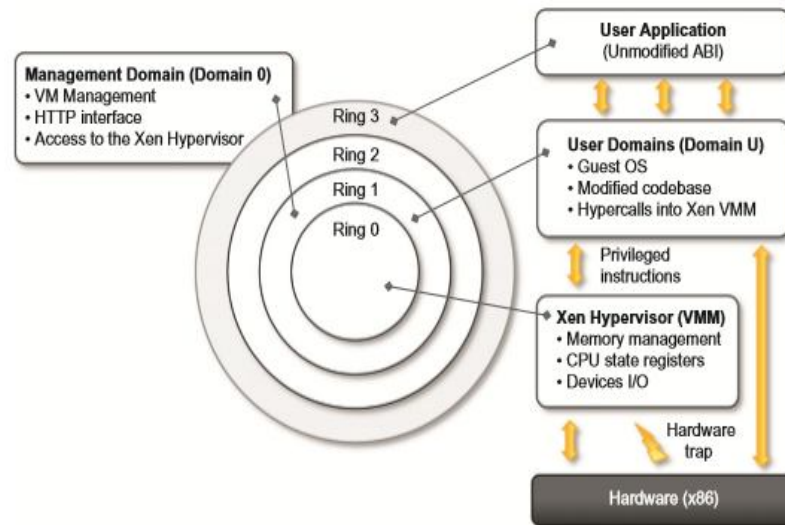 Management Domain (Domain 0)
• VM Management
• HTTP interface
• Access to the Xen Hypervisor
Ring 3
Ring 2
Ring 1
Ring 0
User Application
(Unmodified ABI)
User Domains (Domain U)
• Guest OS
• Modified codebase
• Hypercalls into Xen VMM
Privileged
instructions
Xen Hypervisor (VMM)
• Memory management
• CPU state registers
• Devices I/O
Hardware
trap
Hardware (x86)